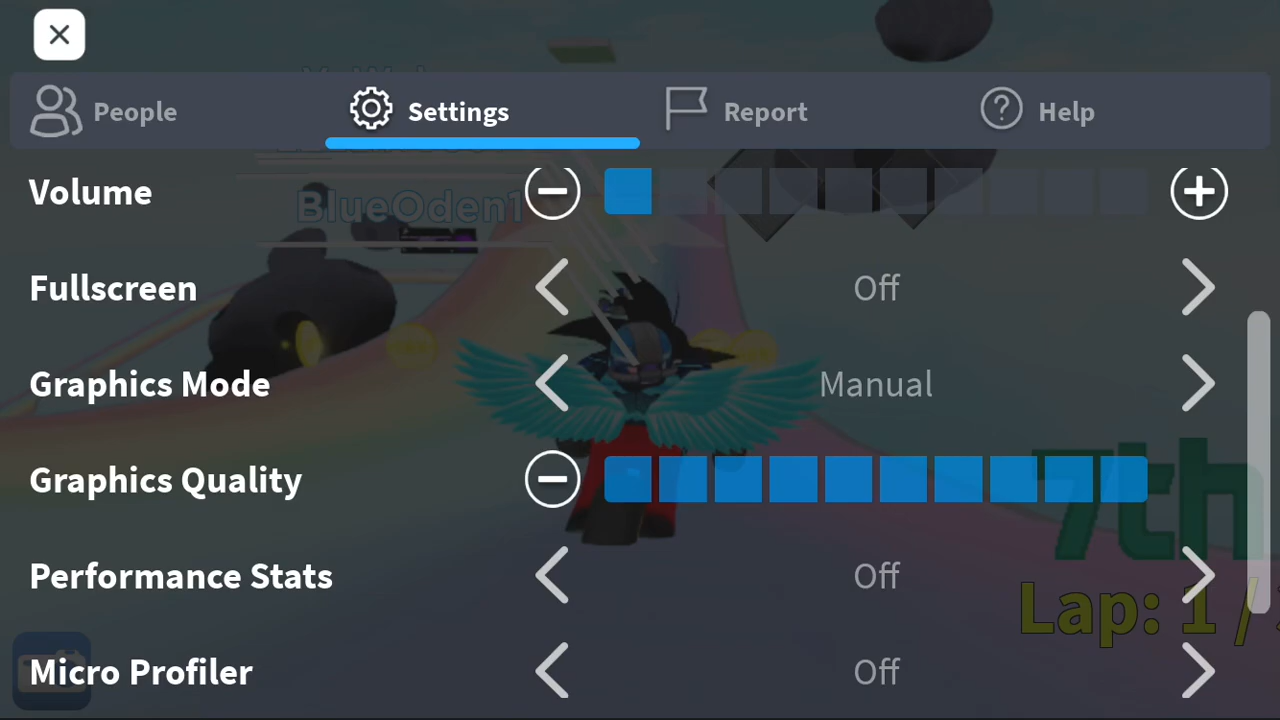 People
Settings
Report
Help
Volume
BlueOden1
Fullscreen
Off
Graphics Mode
Manual
Graphics Quality
7th
Performance Stats
Off
Lap: 1 /
Micro Profiler
Off